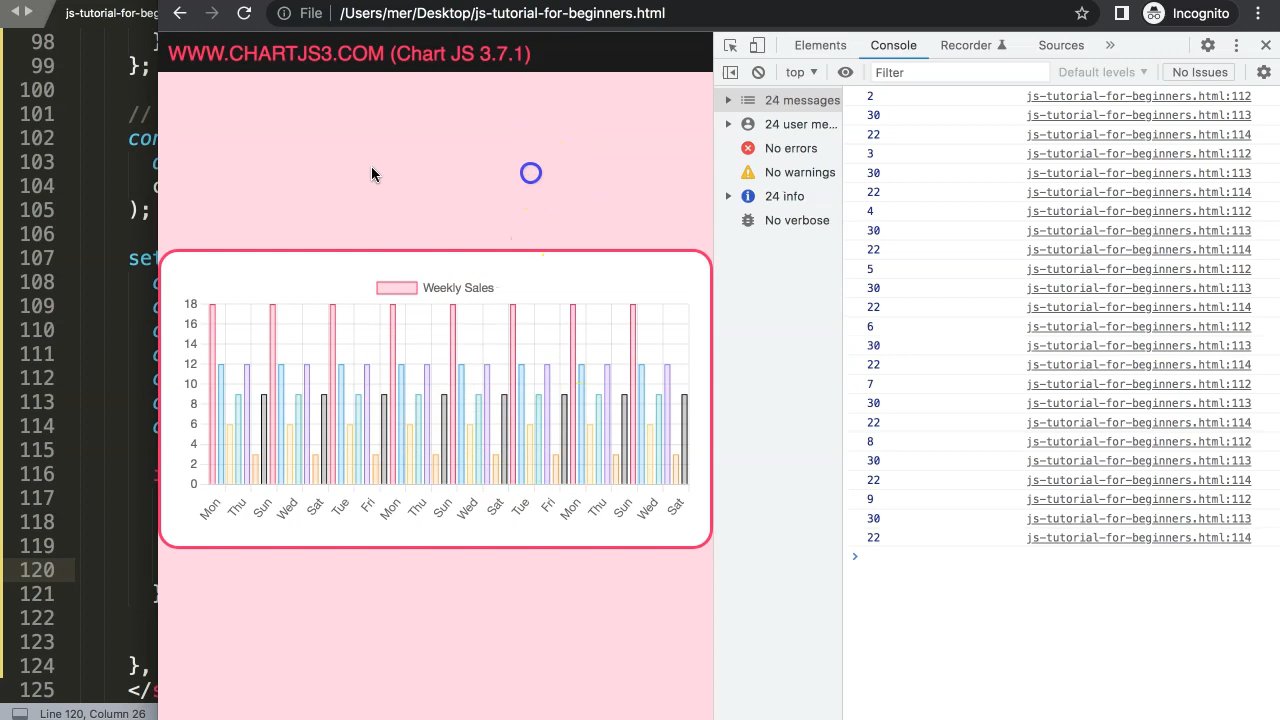 js-tutorial-for-beg
98 }
99 };
100
101 //
102 con
103
104 c
105 );
106
107 set
108
109
110
111
112
113
114
115
116
117
118
119
120
121 }
122
123
124 },
125 </s
Line 120, Column 26
File /Users/mer/Desktop/js-tutorial-for-beginners.html
Incognito
WWW.CHARTJS3.COM (Chart JS 3.7.1)
Weekly Sales
18
16
14
12
10
8
6
4
2
0
Mon Thu Sun Wed Sat Tue Fri Mon Thu Sun Wed Sat Tue Fri Mon Thu Sun Wed Sat
Elements Console Recorder Sources »
top ▾ Filter Default levels ▾ No Issues
24 messages
24 user me...
No errors
No warnings
24 info
No verbose
2 js-tutorial-for-beginners.html:112
30 js-tutorial-for-beginners.html:113
22 js-tutorial-for-beginners.html:114
3 js-tutorial-for-beginners.html:112
30 js-tutorial-for-beginners.html:113
22 js-tutorial-for-beginners.html:114
4 js-tutorial-for-beginners.html:112
30 js-tutorial-for-beginners.html:113
22 js-tutorial-for-beginners.html:114
5 js-tutorial-for-beginners.html:112
30 js-tutorial-for-beginners.html:113
22 js-tutorial-for-beginners.html:114
6 js-tutorial-for-beginners.html:112
30 js-tutorial-for-beginners.html:113
22 js-tutorial-for-beginners.html:114
7 js-tutorial-for-beginners.html:112
30 js-tutorial-for-beginners.html:113
22 js-tutorial-for-beginners.html:114
8 js-tutorial-for-beginners.html:112
30 js-tutorial-for-beginners.html:113
22 js-tutorial-for-beginners.html:114
9 js-tutorial-for-beginners.html:112
30 js-tutorial-for-beginners.html:113
22 js-tutorial-for-beginners.html:114